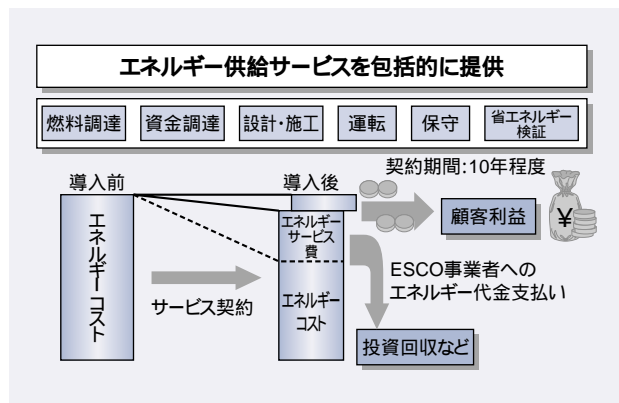 エネルギー供給サービスを包括的に提供
燃料調達
資金調達
設計・施工
運転
保守
省エネルギー
検証
契約期間:10年程度
導入前
導入後
エネルギーコスト
サービス契約
エネルギー
サービス
費
エネルギー
コスト
顧客利益
¥
ESCO事業者への
エネルギー代金支払い
投資回収など